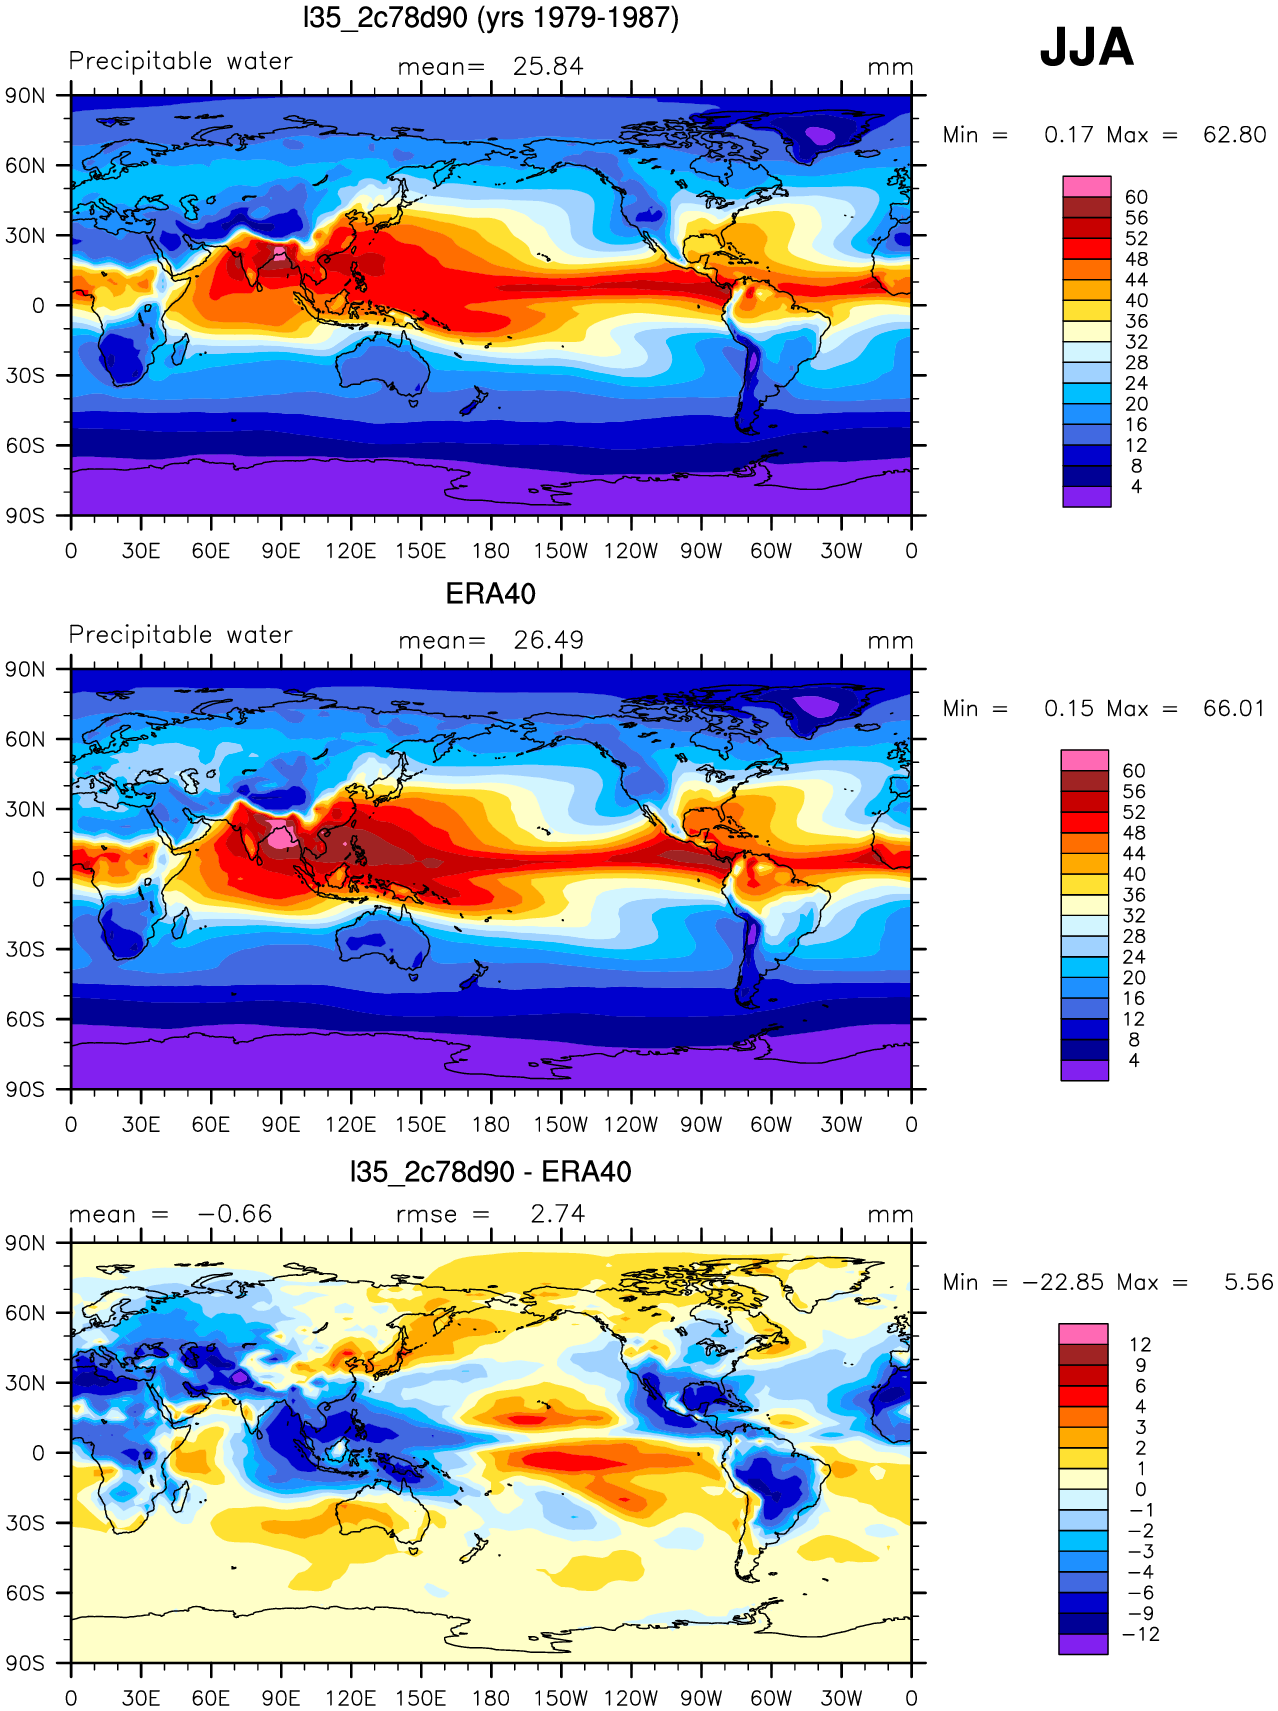 l35_2c78d90 (yrs 1979-1987)
JJA
Precipitable water mean= 25.84 mm
Min = 0.17 Max = 62.80
90N
60N
30N
0
30S
60S
90S
0 30E 60E 90E 120E 150E 180 150W 120W 90W 60W 30W 0
60
56
52
48
44
40
36
32
28
24
20
16
12
8
4
ERA40
Precipitable water mean= 26.49 mm
Min = 0.15 Max = 66.01
90N
60N
30N
0
30S
60S
90S
0 30E 60E 90E 120E 150E 180 150W 120W 90W 60W 30W 0
60
56
52
48
44
40
36
32
28
24
20
16
12
8
4
l35_2c78d90 - ERA40
mean = −0.66 rmse = 2.74 mm
Min = −22.85 Max = 5.56
90N
60N
30N
0
30S
60S
90S
0 30E 60E 90E 120E 150E 180 150W 120W 90W 60W 30W 0
12
9
6
4
3
2
1
0
−1
−2
−3
−4
−6
−9
−12